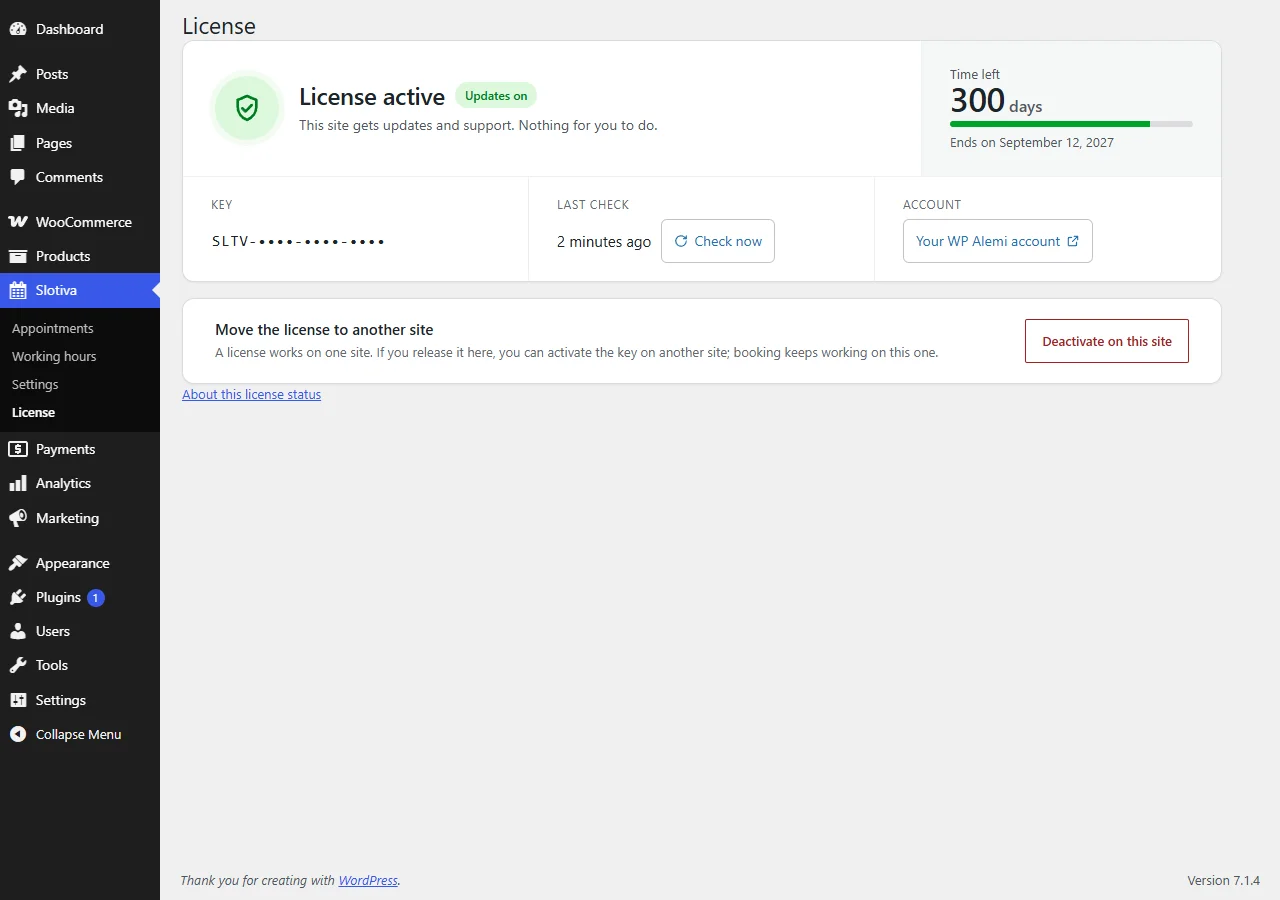 Dashboard
Posts
Media
Pages
Comments
WooCommerce
Products
Slotiva
Appointments
Working hours
Settings
License
Payments
Analytics
Marketing
Appearance
Plugins 1
Users
Tools
Settings
Collapse Menu
License
License active Updates on
This site gets updates and support. Nothing for you to do.
Time left
300 days
Ends on September 12, 2027
KEY
SLTV-••••-••••-••••
LAST CHECK
2 minutes ago Check now
ACCOUNT
Your WP Alemi account
Move the license to another site
A license works on one site. If you release it here, you can activate the key on another site; booking keeps working on this one.
Deactivate on this site
About this license status
Thank you for creating with WordPress.
Version 7.1.4